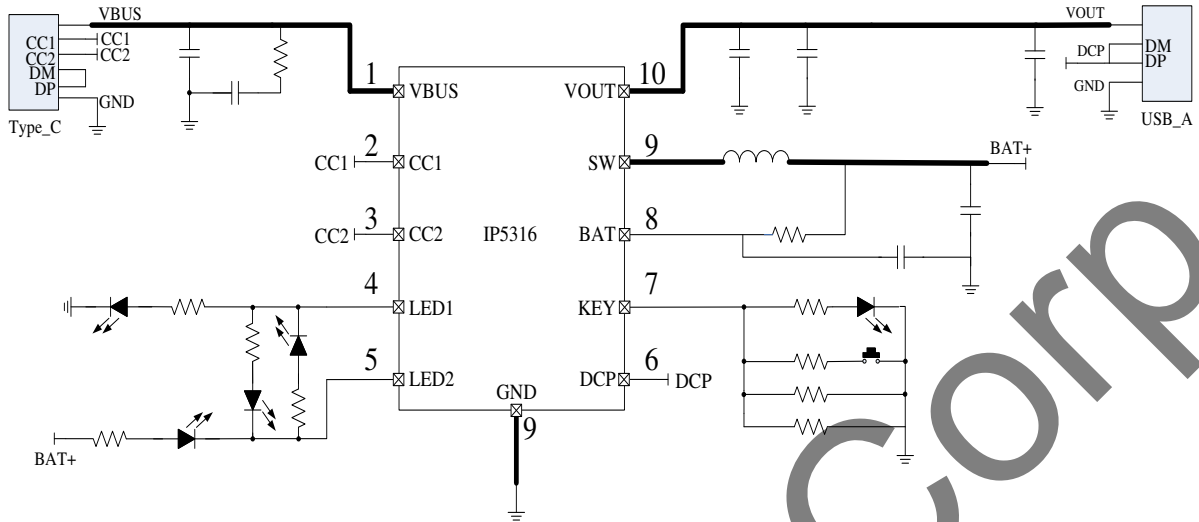 VBUS
CC1
CC1
CC2
CC2
DM
DP
GND
Type_C
VOUT
DM
DCP
DP
GND
USB_A
1
VBUS
10
VOUT
CC1
2
CC1
9
SW
BAT+
CC2
3
CC2
IP5316
8
BAT
4
LED1
7
KEY
5
LED2
6
DCP
DCP
GND
9
BAT+
Corp